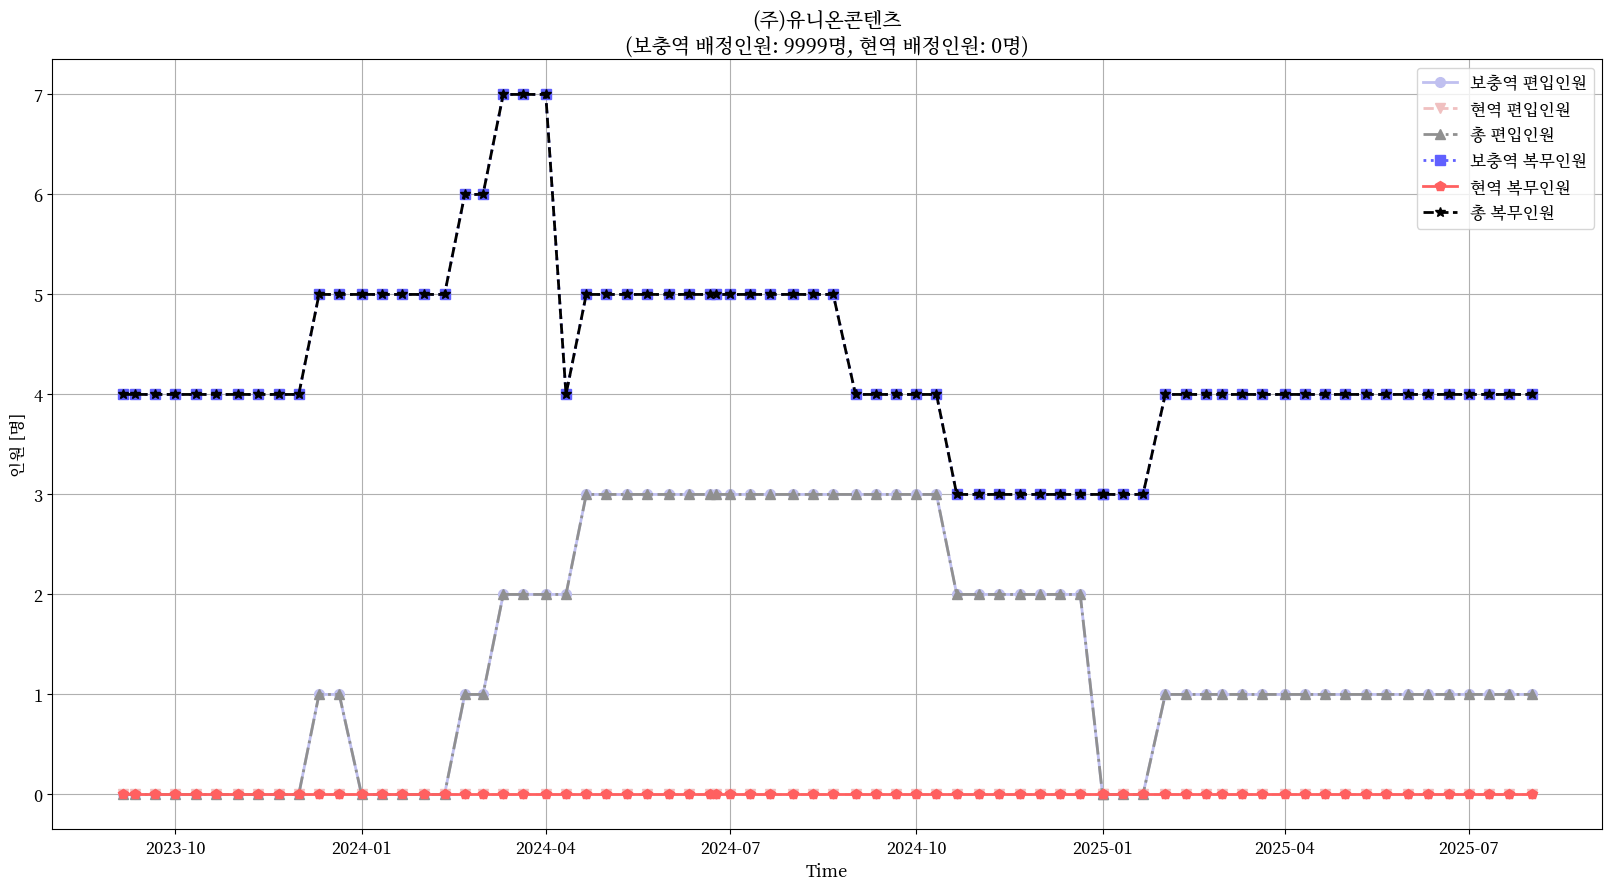 (주)유니온콘텐츠
(보충역 배정인원: 9999명, 현역 배정인원: 0명)
보충역 편입인원
현역 편입인원
총 편입인원
보충역 복무인원
현역 복무인원
총 복무인원
인원 [명]
7
6
5
4
3
2
1
0
2023-10
2024-01
2024-04
2024-07
2024-10
2025-01
2025-04
2025-07
Time